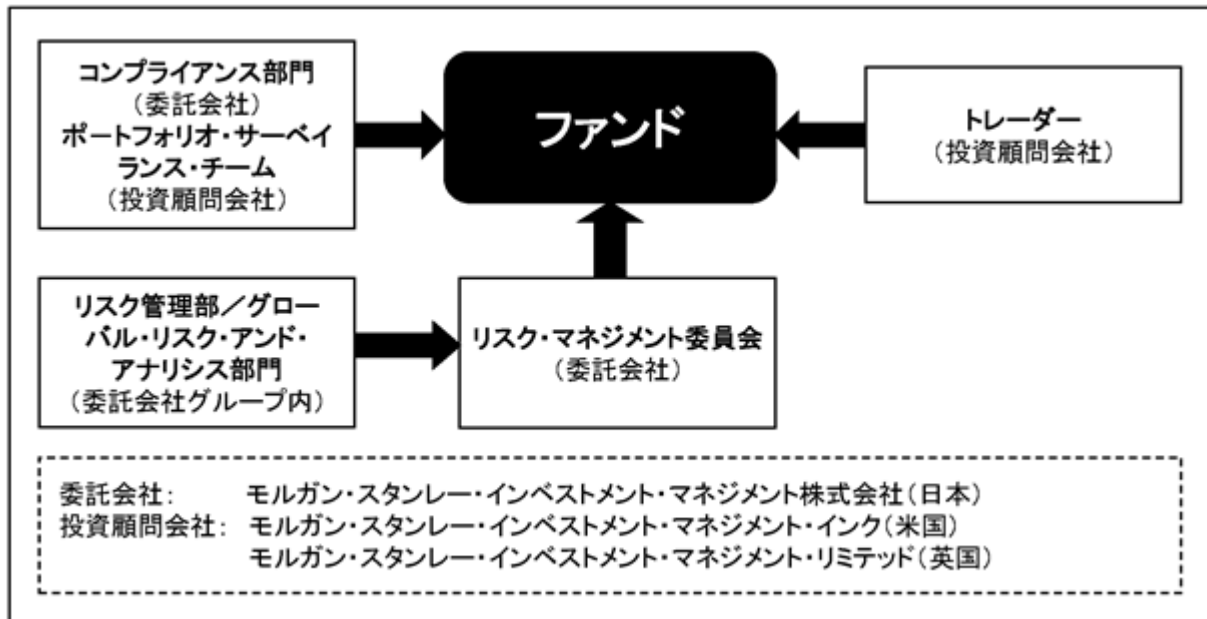 コンプライアンス部門
（委託会社）
ポートフォリオ・サーベイ
ランス・チーム
（投資顧問会社）
ファンド
トレーダー
（投資顧問会社）
リスク管理部／グロー
バル・リスク・アンド・
アナリシス部門
（委託会社グループ内）
リスク・マネジメント委員会
（委託会社）
委託会社： モルガン・スタンレー・インベストメント・マネジメント株式会社（日本）
投資顧問会社： モルガン・スタンレー・インベストメント・マネジメント・インク（米国）
モルガン・スタンレー・インベストメント・マネジメント・リミテッド（英国）